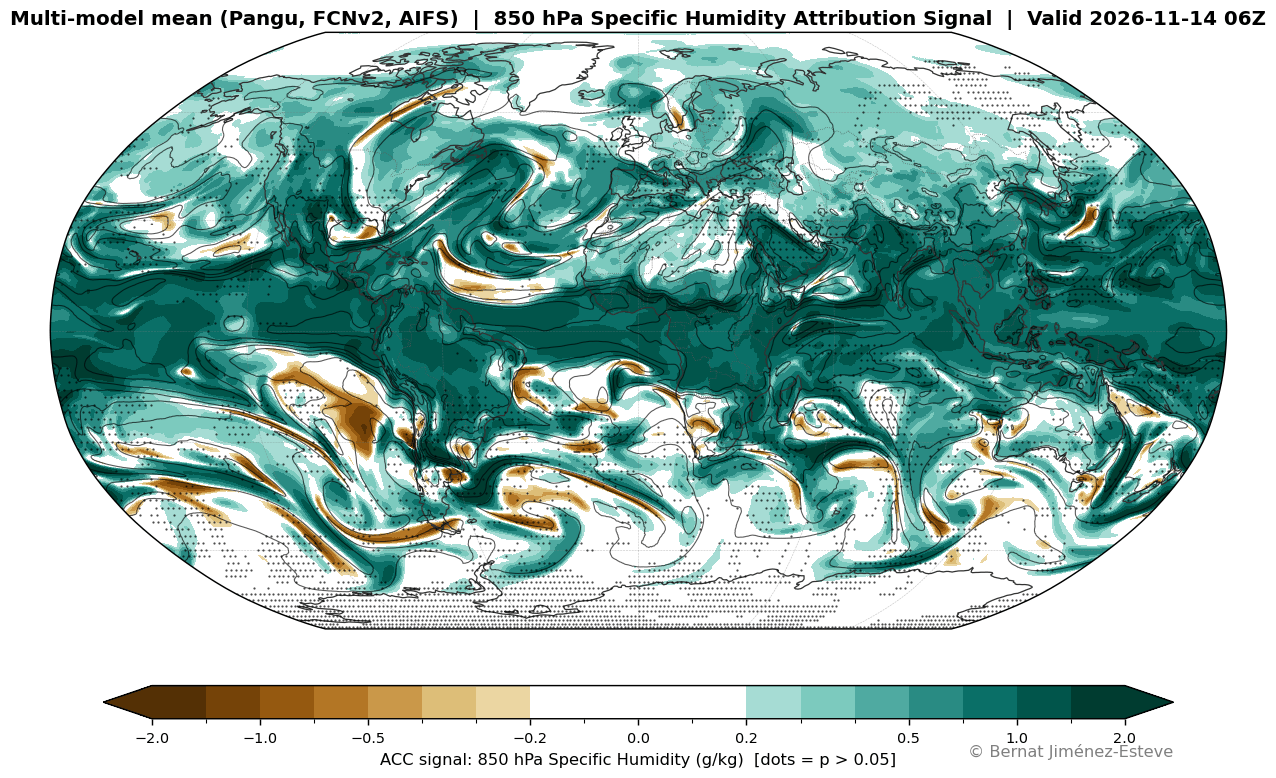 Multi-model mean (Pangu, FCNv2, AIFS)  |  850 hPa Specific Humidity Attribution Signal  |  Valid 2026-11-14 06Z
−2.0 −1.0 −0.5 −0.2 0.0 0.2 0.5 1.0 2.0
ACC signal: 850 hPa Specific Humidity (g/kg)  [dots = p > 0.05]
© Bernat Jiménez-Esteve